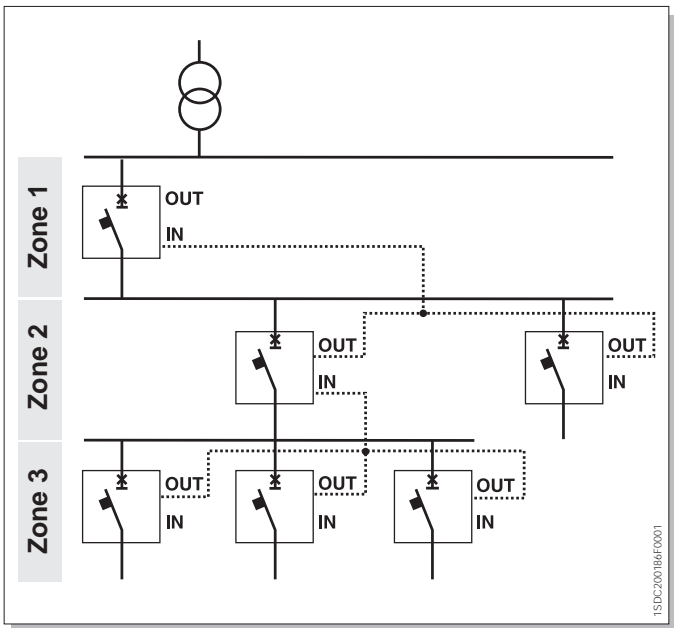 Zone 1
OUT
IN
Zone 2
OUT
IN
OUT
IN
Zone 3
OUT
IN
OUT
IN
OUT
IN
1SDC200186F0001